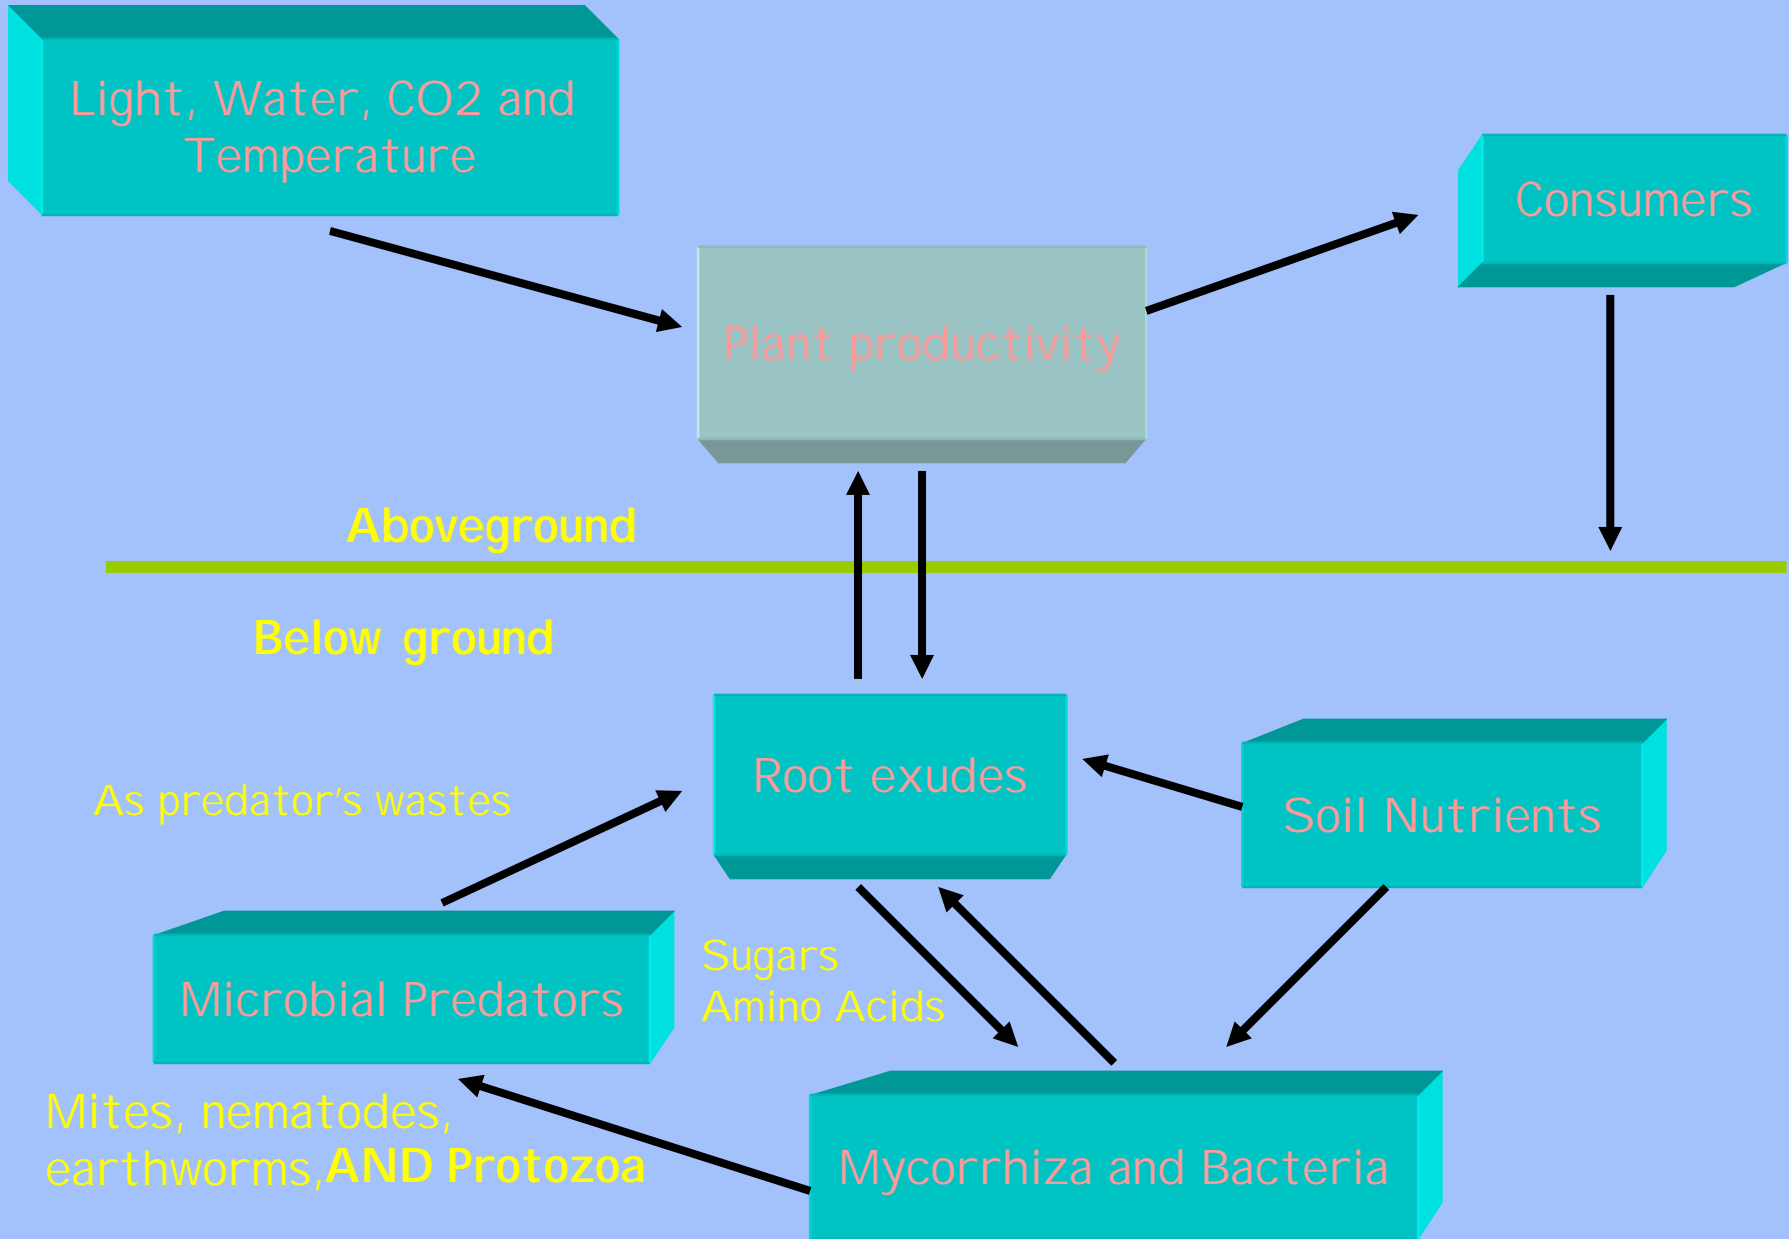 Light, Water, CO2 and
Temperature
Consumers
Plant productivity
Aboveground
Below ground
Root exudes
Soil Nutrients
As predator's wastes
Microbial Predators
Sugars
Amino Acids
Mites, nematodes,
earthworms,AND Protozoa
Mycorrhiza and Bacteria